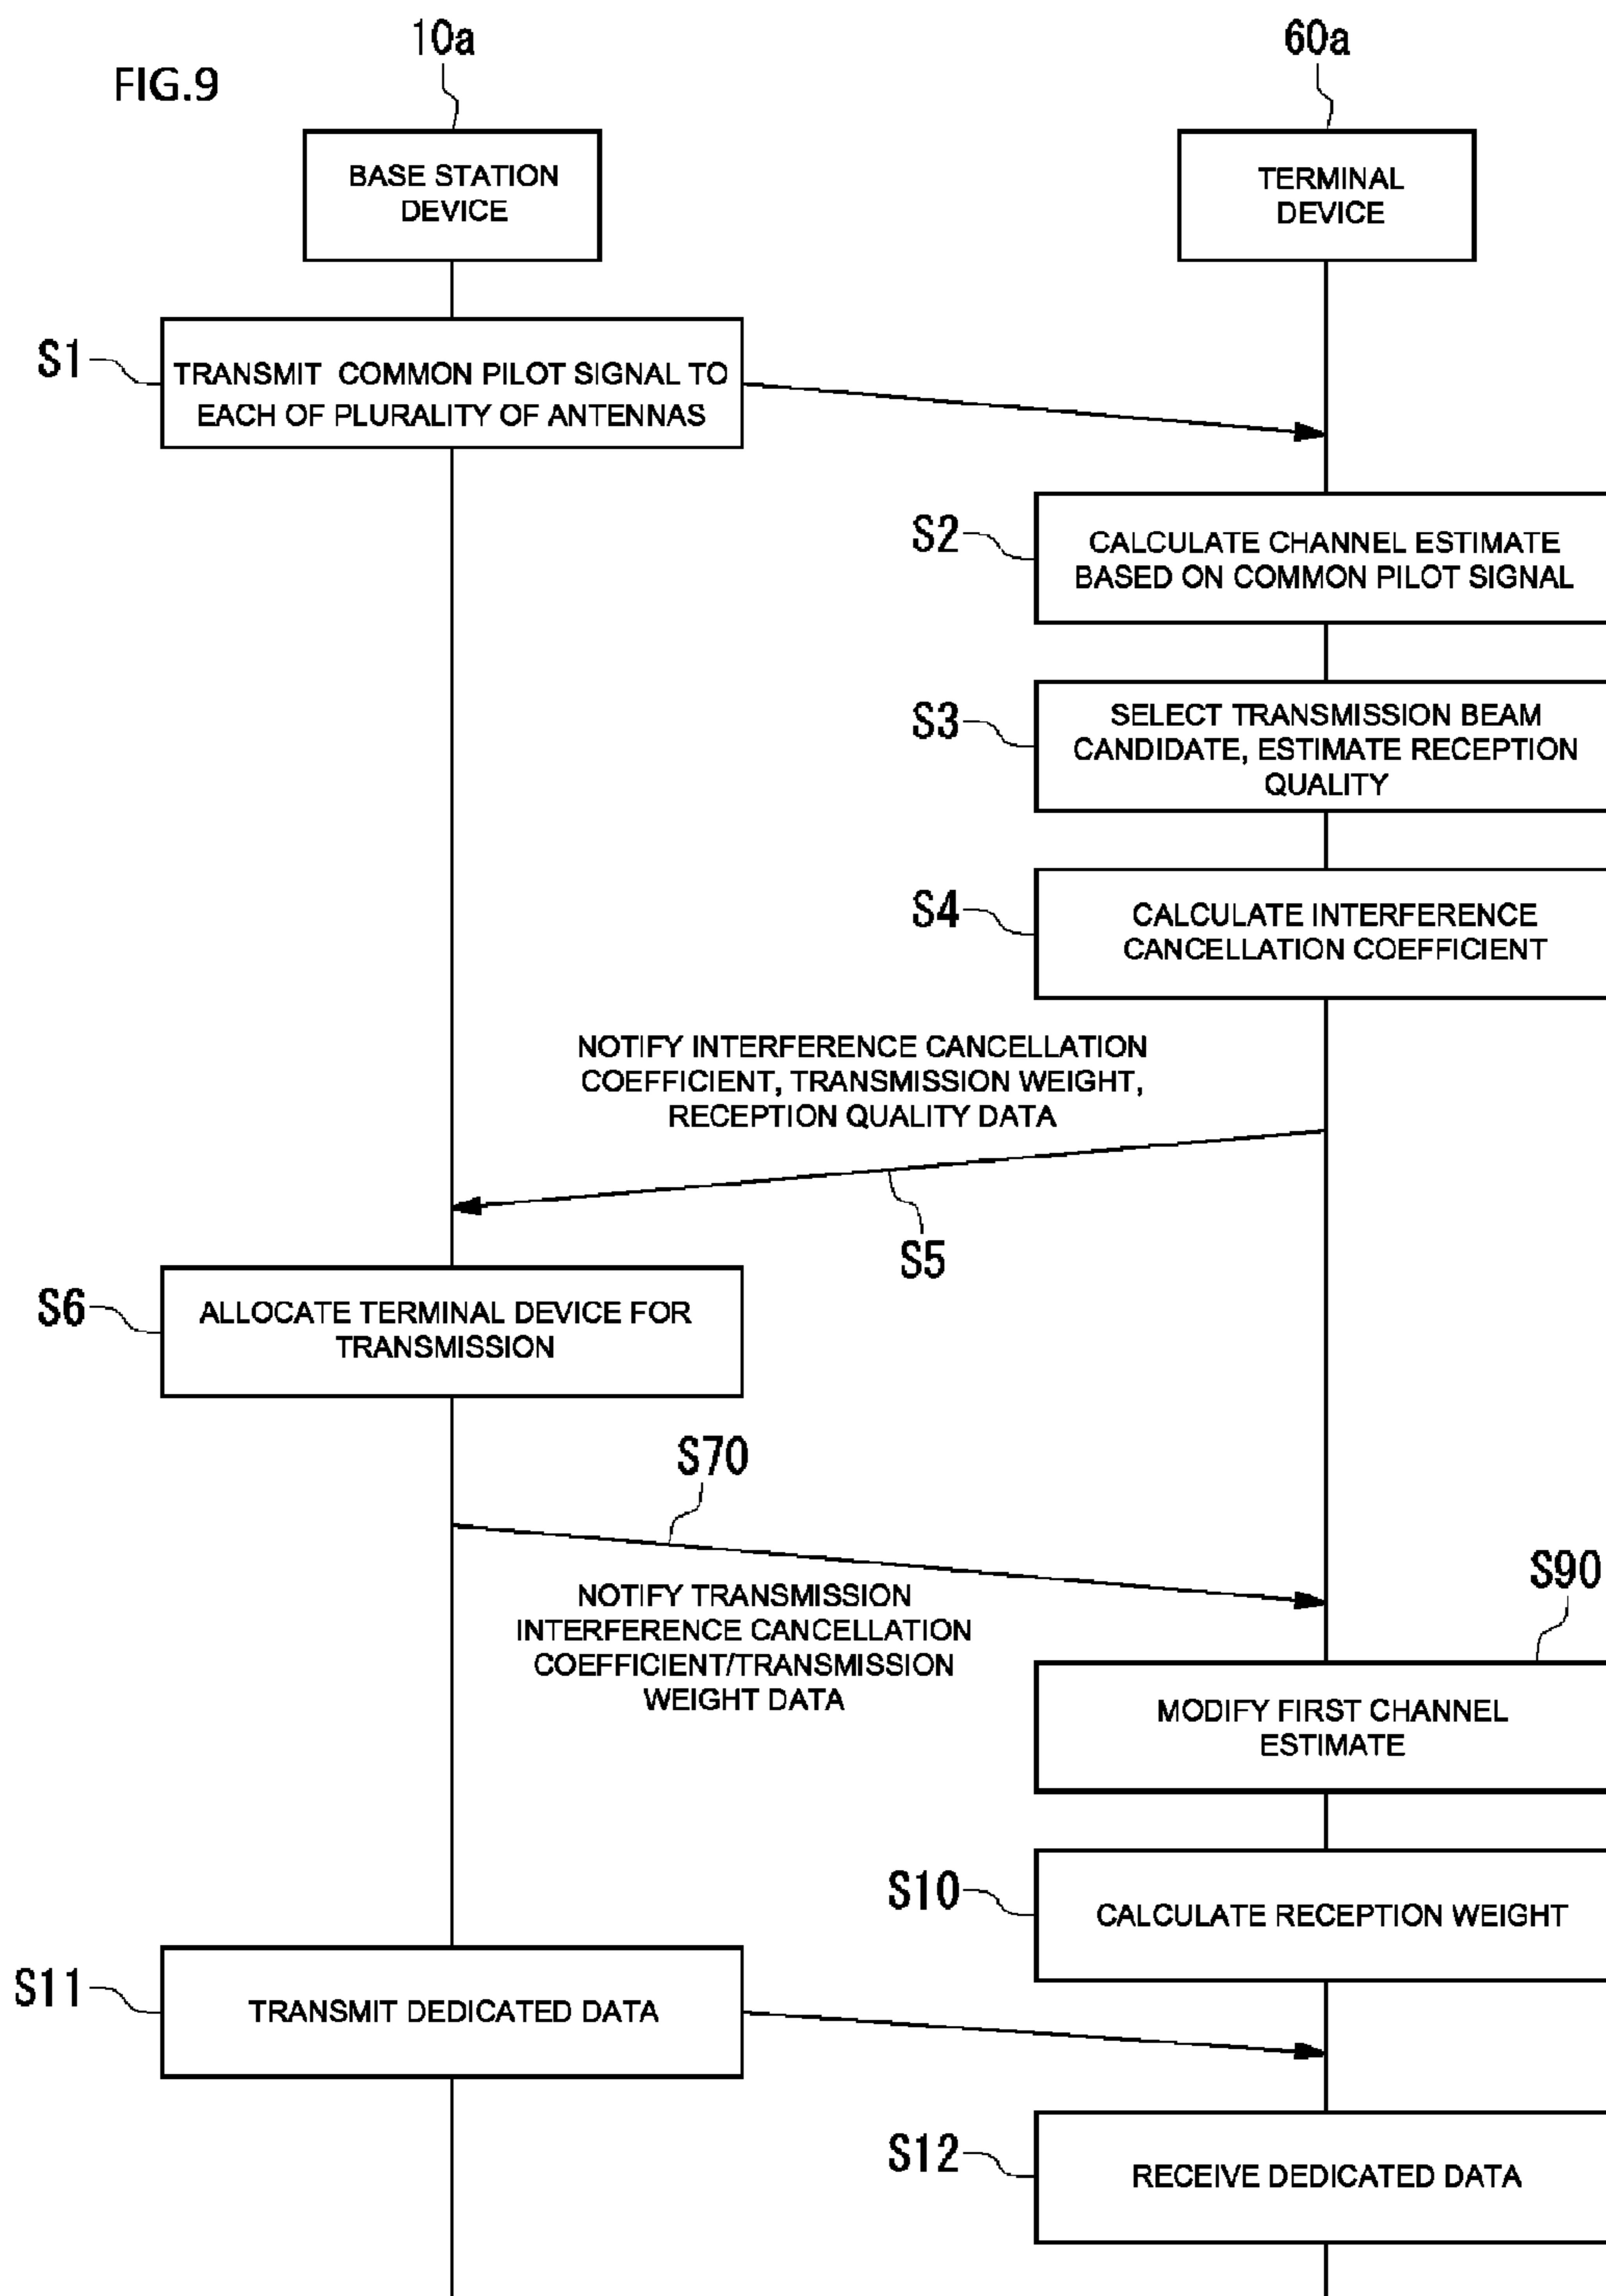 FIG.9
10a
60a
BASE STATION
DEVICE
TERMINAL
DEVICE
S1
TRANSMIT COMMON PILOT SIGNAL TO
EACH OF PLURALITY OF ANTENNAS
S2
CALCULATE CHANNEL ESTIMATE
BASED ON COMMON PILOT SIGNAL
S3
SELECT TRANSMISSION BEAM
CANDIDATE, ESTIMATE RECEPTION
QUALITY
S4
CALCULATE INTERFERENCE
CANCELLATION COEFFICIENT
NOTIFY INTERFERENCE CANCELLATION
COEFFICIENT, TRANSMISSION WEIGHT,
RECEPTION QUALITY DATA
S5
S6
ALLOCATE TERMINAL DEVICE FOR
TRANSMISSION
S70
NOTIFY TRANSMISSION
INTERFERENCE CANCELLATION
COEFFICIENT/TRANSMISSION
WEIGHT DATA
S90
MODIFY FIRST CHANNEL
ESTIMATE
S10
CALCULATE RECEPTION WEIGHT
S11
TRANSMIT DEDICATED DATA
S12
RECEIVE DEDICATED DATA